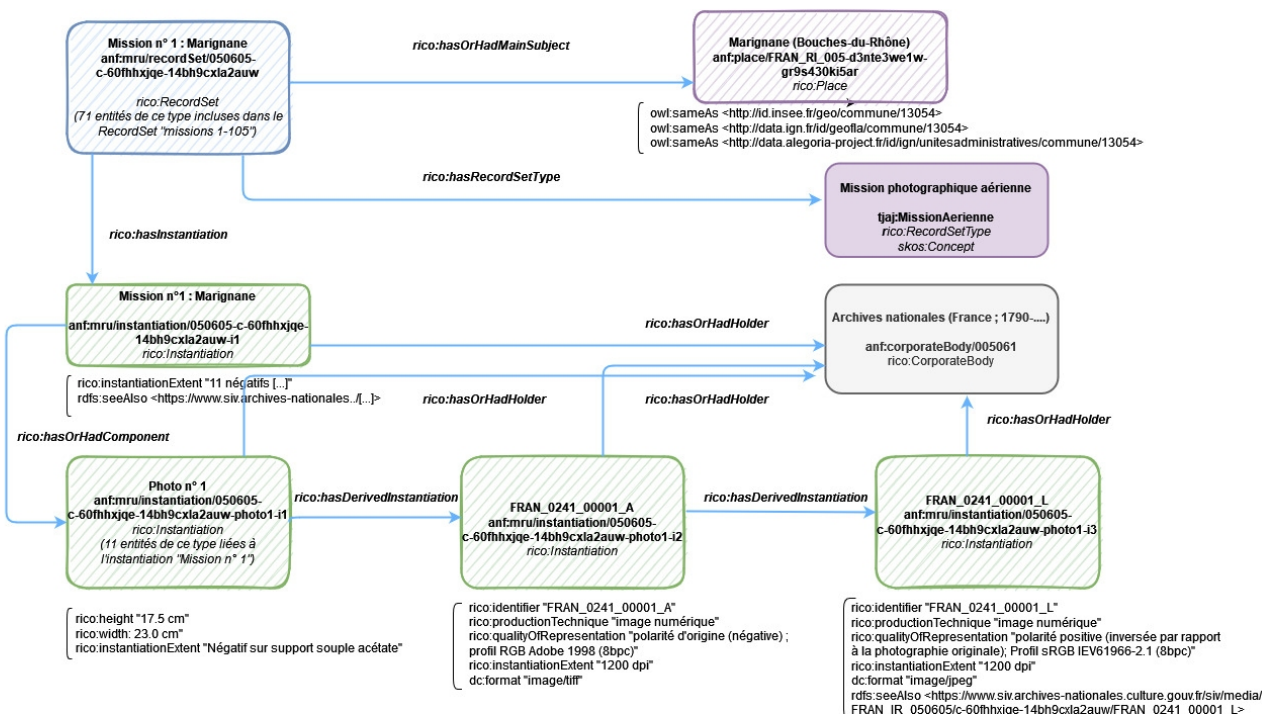 Mission n° 1 : Marignane
anf:mru/recordSet/050605-
c-60fhhxjqe-14bh9cxla2auw
rico:RecordSet
(71 entités de ce type incluses dans le
RecordSet "missions 1-105")
rico:hasOrHadMainSubject
Marignane (Bouches-du-Rhône)
anf:place/FRAN_RI_005-d3nte3we1w-
gr9s430ki5ar
rico:Place
owl:sameAs <http://id.insee.fr/geo/commune/13054>
owl:sameAs <http://data.ign.fr/id/geofla/commune/13054>
owl:sameAs <http://data.alegoria-project.fr/id/ign/unitesadministratives/commune/13054>
rico:hasRecordSetType
Mission photographique aérienne
tjaj:MissionAerienne
rico:RecordSetType
skos:Concept
rico:hasInstantiation
Mission n°1 : Marignane
anf:mru/instantiation/050605-c-60fhhxjqe-
14bh9cxla2auw-i1
rico:Instantiation
rico:instantiationExtent "11 négatifs [...]"
rdfs:seeAlso <https://www.siv.archives-nationales../[...]>
rico:hasOrHadHolder
Archives nationales (France ; 1790-....)
anf:corporateBody/005061
rico:CorporateBody
rico:hasOrHadHolder
rico:hasOrHadHolder
rico:hasOrHadHolder
rico:hasOrHadComponent
Photo n° 1
anf:mru/instantiation/050605-
c-60fhhxjqe-14bh9cxla2auw-photo1-i1
rico:Instantiation
(11 entités de ce type liées à
l'instantiation "Mission n° 1")
rico:hasDerivedInstantiation
FRAN_0241_00001_A
anf:mru/instantiation/050605-
c-60fhhxjqe-14bh9cxla2auw-photo1-i2
rico:Instantiation
rico:hasDerivedInstantiation
FRAN_0241_00001_L
anf:mru/instantiation/050605-
c-60fhhxjqe-14bh9cxla2auw-photo1-i3
rico:Instantiation
rico:height "17.5 cm"
rico:width: 23.0 cm"
rico:instantiationExtent "Négatif sur support souple acétate"
rico:identifier "FRAN_0241_00001_A"
rico:productionTechnique "image numérique"
rico:qualityOfRepresentation "polarité d'origine (négative) ;
profil RGB Adobe 1998 (8bpc)"
rico:instantiationExtent "1200 dpi"
dc:format "image/tiff"
rico:identifier "FRAN_0241_00001_L"
rico:productionTechnique "image numérique"
rico:qualityOfRepresentation "polarité positive (inversée par rapport
à la photographie originale); Profil sRGB IEV61966-2.1 (8bpc)"
rico:instantiationExtent "1200 dpi"
dc:format "image/jpeg"
rdfs:seeAlso <https://www.siv.archives-nationales.culture.gouv.fr/siv/media/
FRAN_IR_050605/c-60fhhxjqe-14bh9cxla2auw/FRAN_0241_00001_L>